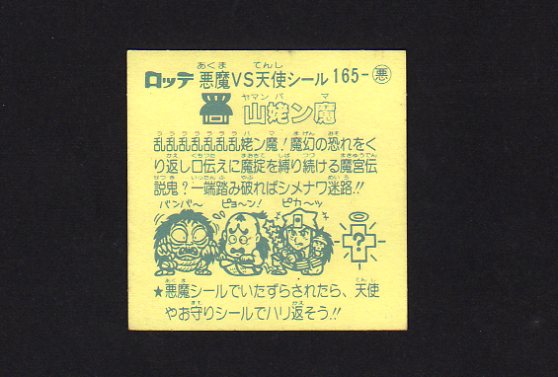 ロッテ 悪魔VS天使シール 165-悪
山姥ン魔
乱乱乱乱乱乱乱姥ン魔!魔幻の恐れをく
り返し口伝えに魔掟を縛り続ける魔宮伝
説鬼?一端踏み破ればシメナワ迷路!!
バンバ〜 ピョ〜ン! ピカ〜ッ
?
★悪魔シールでいたずらされたら、天使
やお守りシールでハリ返そう!!